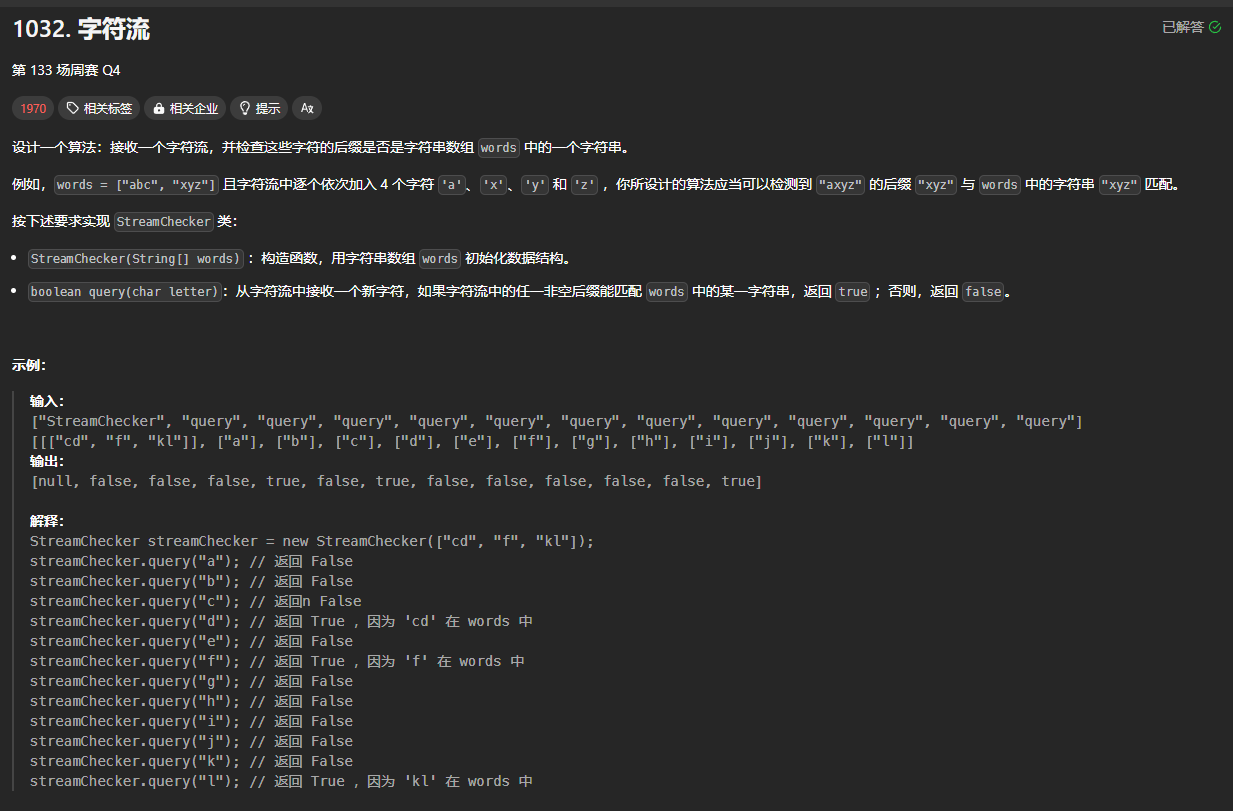 1032. 字符流
已解答
第 133 场周赛 Q4
1970 相关标签 相关企业 提示 Az
设计一个算法：接收一个字符流，并检查这些字符的后缀是否是字符串数组 words 中的一个字符串。
例如，words = ["abc", "xyz"] 且字符流中逐个依次加入 4 个字符 'a'、'x'、'y' 和 'z' ，你所设计的算法应当可以检测到 "axyz" 的后缀 "xyz" 与 words 中的字符串 "xyz" 匹配。
按下述要求实现 StreamChecker 类：
• StreamChecker(String[] words) ：构造函数，用字符串数组 words 初始化数据结构。
• boolean query(char letter)：从字符流中接收一个新字符，如果字符流中的任一非空后缀能匹配 words 中的某一字符串，返回 true ；否则，返回 false。
示例：
输入：
["StreamChecker", "query", "query", "query", "query", "query", "query", "query", "query", "query", "query", "query", "query"]
[[["cd", "f", "kl"]], ["a"], ["b"], ["c"], ["d"], ["e"], ["f"], ["g"], ["h"], ["i"], ["j"], ["k"], ["l"]]
输出：
[null, false, false, false, true, false, true, false, false, false, false, false, true]
解释：
StreamChecker streamChecker = new StreamChecker(["cd", "f", "kl"]);
streamChecker.query("a"); // 返回 False
streamChecker.query("b"); // 返回 False
streamChecker.query("c"); // 返回n False
streamChecker.query("d"); // 返回 True ，因为 'cd' 在 words 中
streamChecker.query("e"); // 返回 False
streamChecker.query("f"); // 返回 True ，因为 'f' 在 words 中
streamChecker.query("g"); // 返回 False
streamChecker.query("h"); // 返回 False
streamChecker.query("i"); // 返回 False
streamChecker.query("j"); // 返回 False
streamChecker.query("k"); // 返回 False
streamChecker.query("l"); // 返回 True ，因为 'kl' 在 words 中